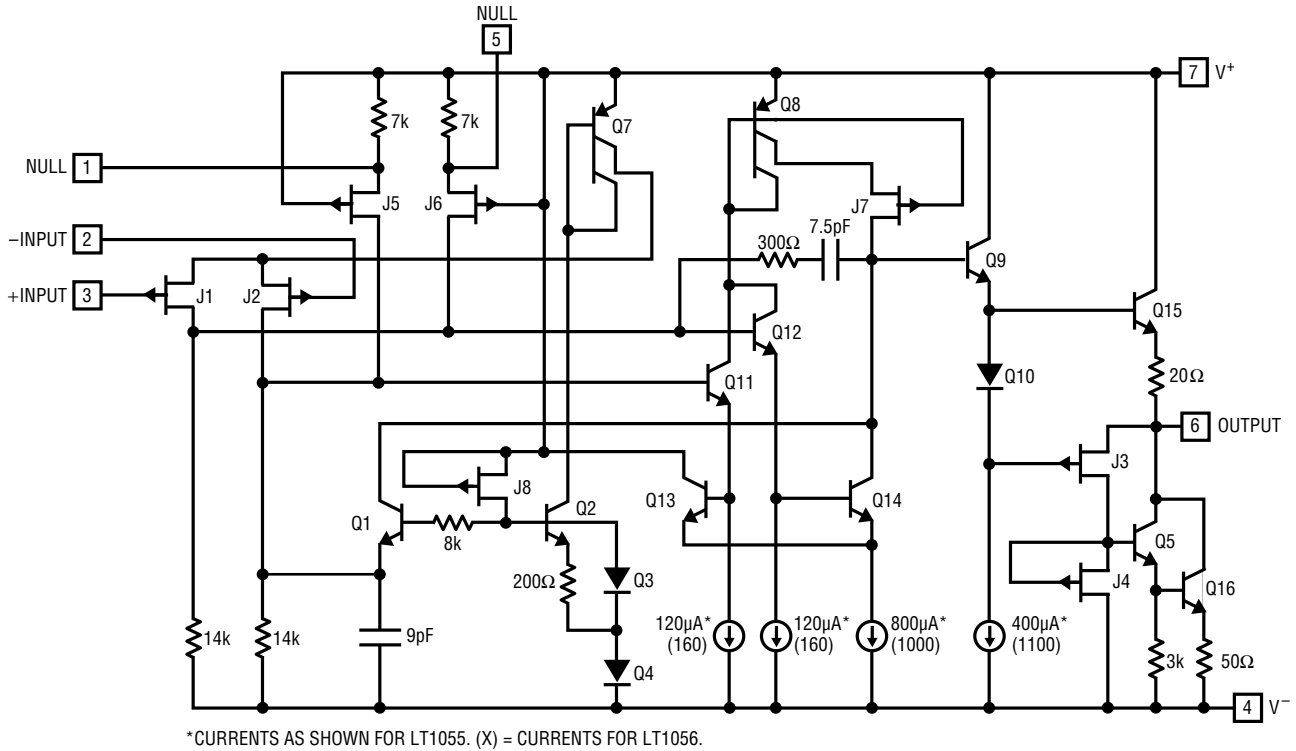 NULL
5
7 V+
Q8
7k
7k
Q7
NULL 1
J5
J6
J7
7.5pF
–INPUT 2
300Ω
Q9
+INPUT 3
J1
J2
Q15
Q12
Q11
Q10
20Ω
6 OUTPUT
J3
J8
Q13
Q14
Q1
Q2
8k
Q5
200Ω
Q3
J4
Q16
14k
14k
9pF
120µA*
(160)
120µA*
(160)
800µA*
(1000)
400µA*
(1100)
Q4
3k
50Ω
4 V–
*CURRENTS AS SHOWN FOR LT1055. (X) = CURRENTS FOR LT1056.